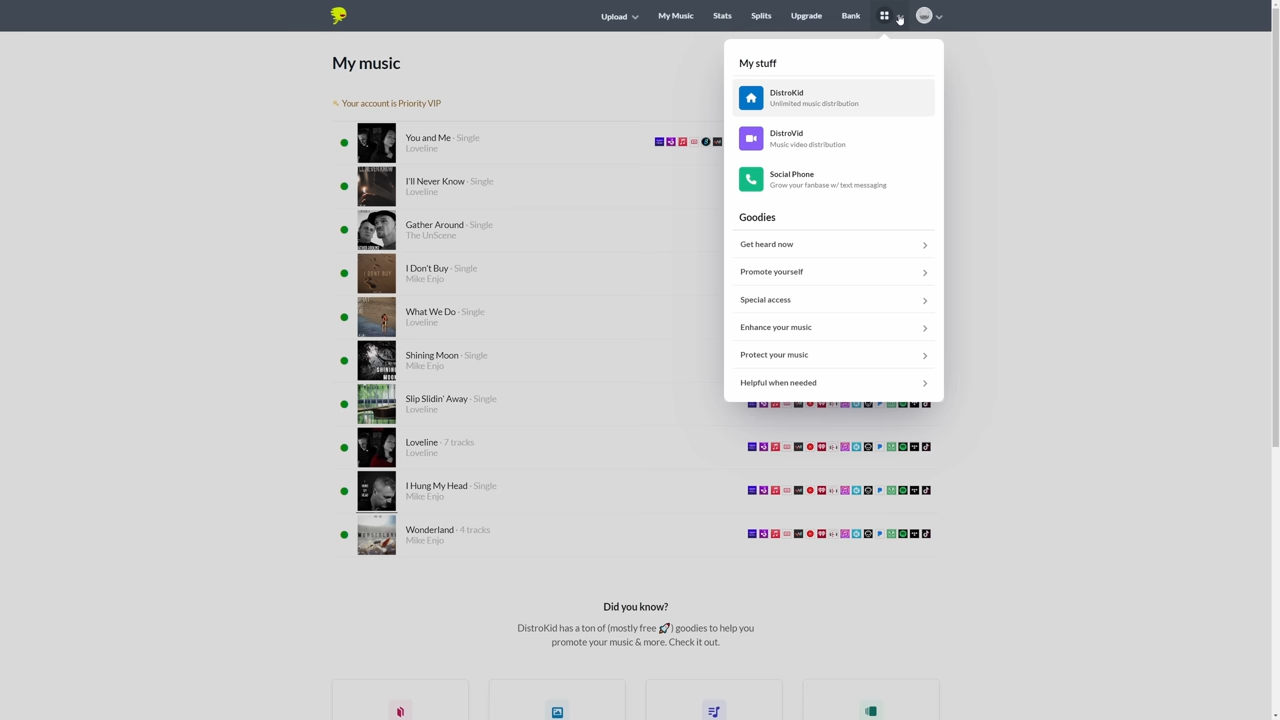 Upload
My Music
Stats
Splits
Upgrade
Bank
My music
Your account is Priority VIP
You and Me · Single
Loveline
I'll Never Know · Single
Loveline
Gather Around · Single
The UnScene
I Don't Buy · Single
Mike Enjo
What We Do · Single
Loveline
Shining Moon · Single
Mike Enjo
Slip Slidin' Away · Single
Loveline
Loveline · 7 tracks
Loveline
I Hung My Head · Single
Mike Enjo
Wonderland · 4 tracks
Mike Enjo
My stuff
DistroKid
Unlimited music distribution
DistroVid
Music video distribution
Social Phone
Grow your fanbase w/ text messaging
Goodies
Get heard now
Promote yourself
Special access
Enhance your music
Protect your music
Helpful when needed
Did you know?
DistroKid has a ton of (mostly free 🚀) goodies to help you
promote your music & more. Check it out.